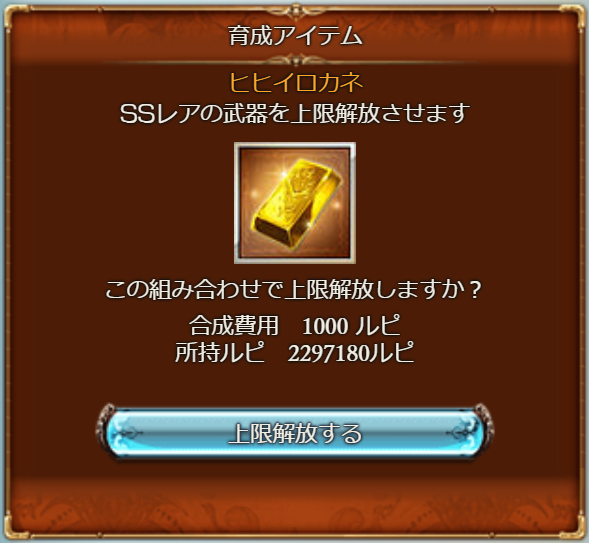 育成アイテム
ヒヒイロカネ
SSレアの武器を上限解放させます
この組み合わせで上限解放しますか？
合成費用　1000 ルピ
所持ルピ　2297180ルピ
上限解放する